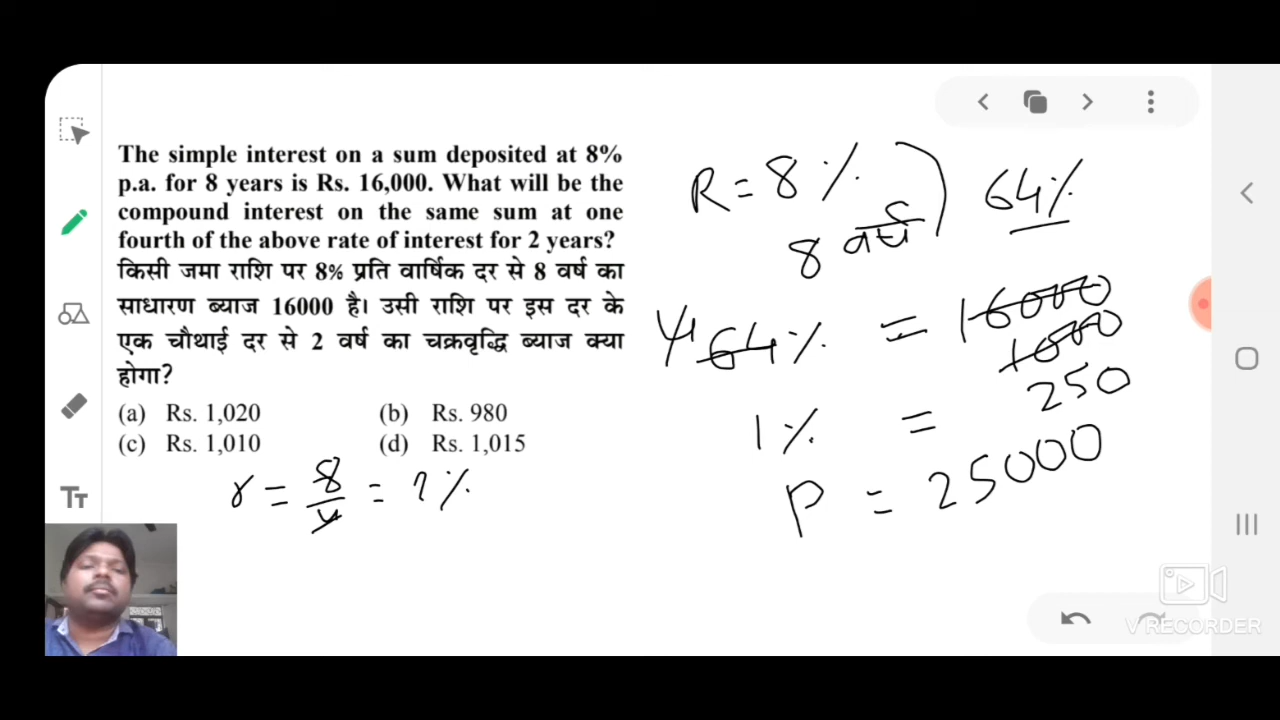 The simple interest on a sum deposited at 8%
p.a. for 8 years is Rs. 16,000. What will be the
compound interest on the same sum at one
fourth of the above rate of interest for 2 years?
किसी जमा राशि पर 8% प्रति वार्षिक दर से 8 वर्ष का
साधारण ब्याज 16000 है। उसी राशि पर इस दर के
एक चौथाई दर से 2 वर्ष का चक्रवृद्धि ब्याज क्या
होगा?
(a) Rs. 1,020 (b) Rs. 980
(c) Rs. 1,010 (d) Rs. 1,015
r = 8/4 = 2%
R = 8%
8 वर्ष
64%
4 64% = 16000
1000
250
1% =
P = 25000
Tт
V RECORDER